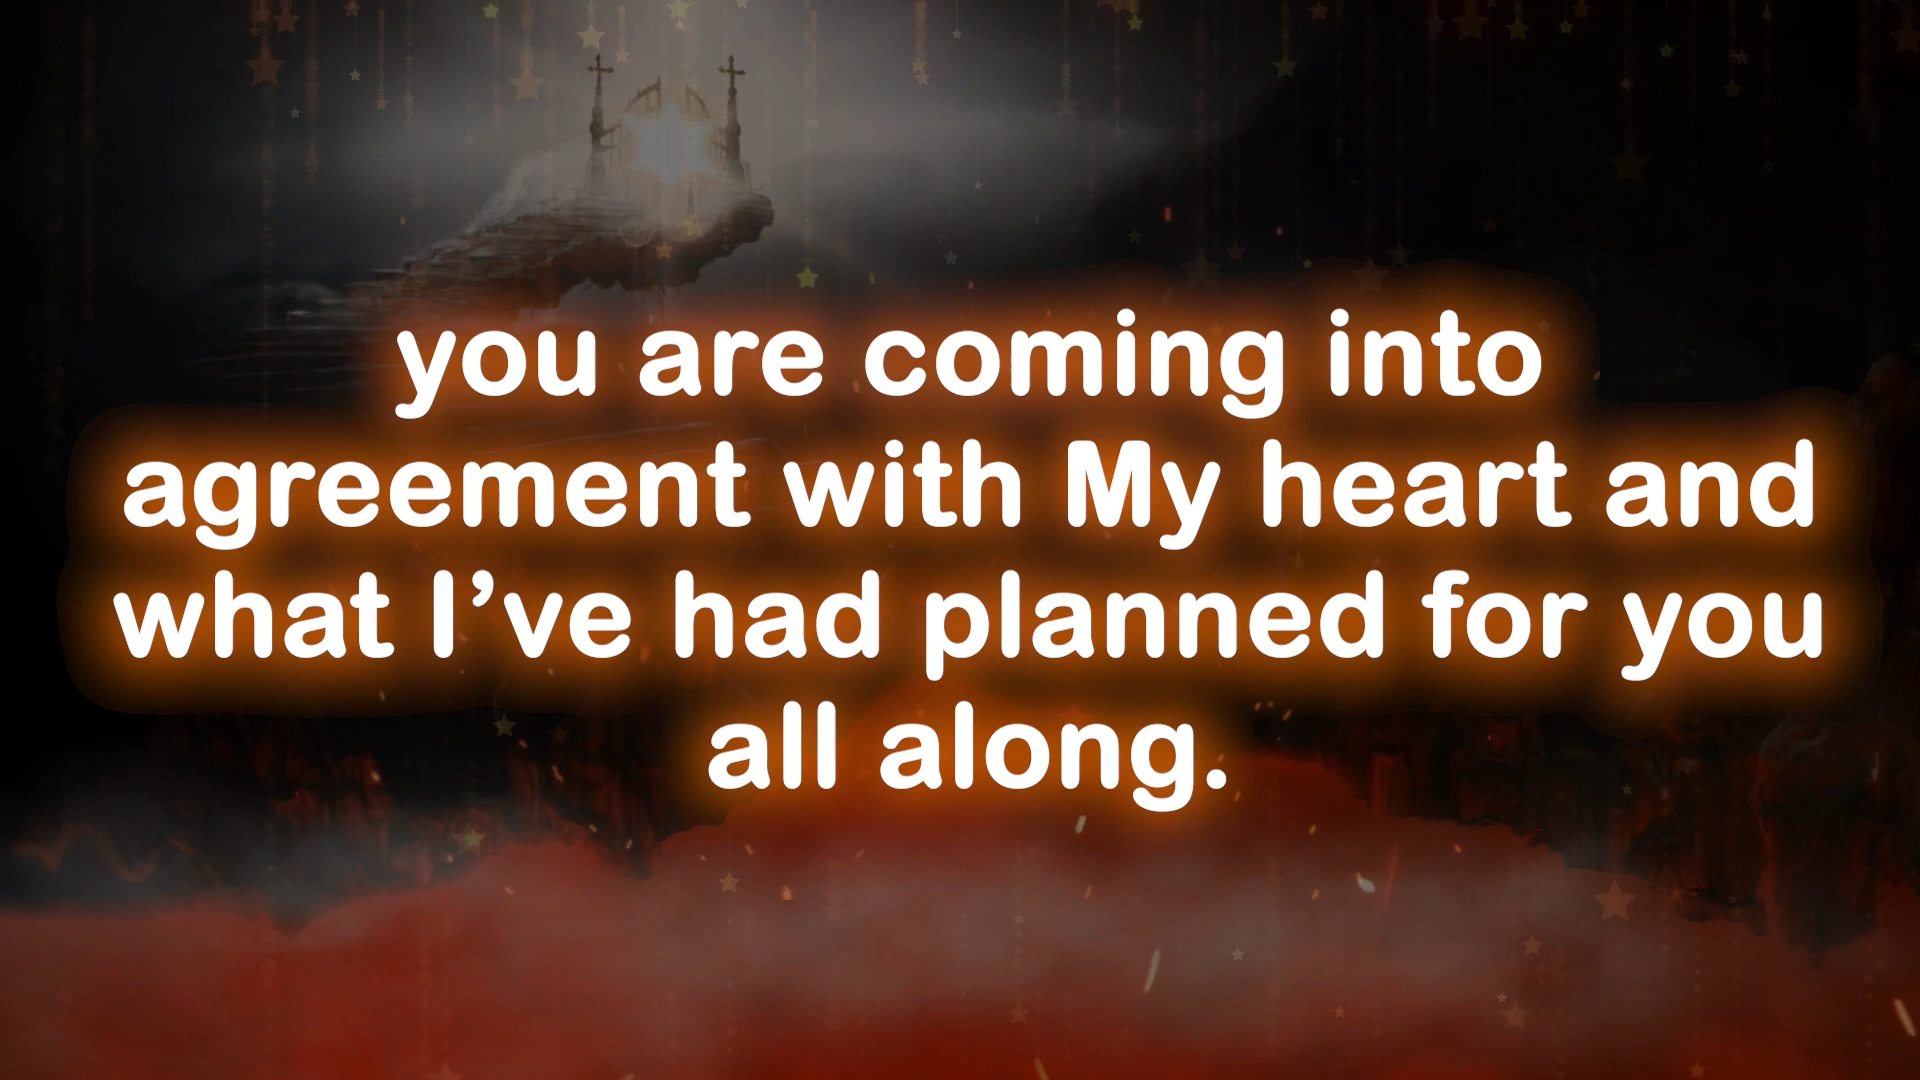 you are coming into
agreement with My heart and
what I’ve had planned for you
all along.